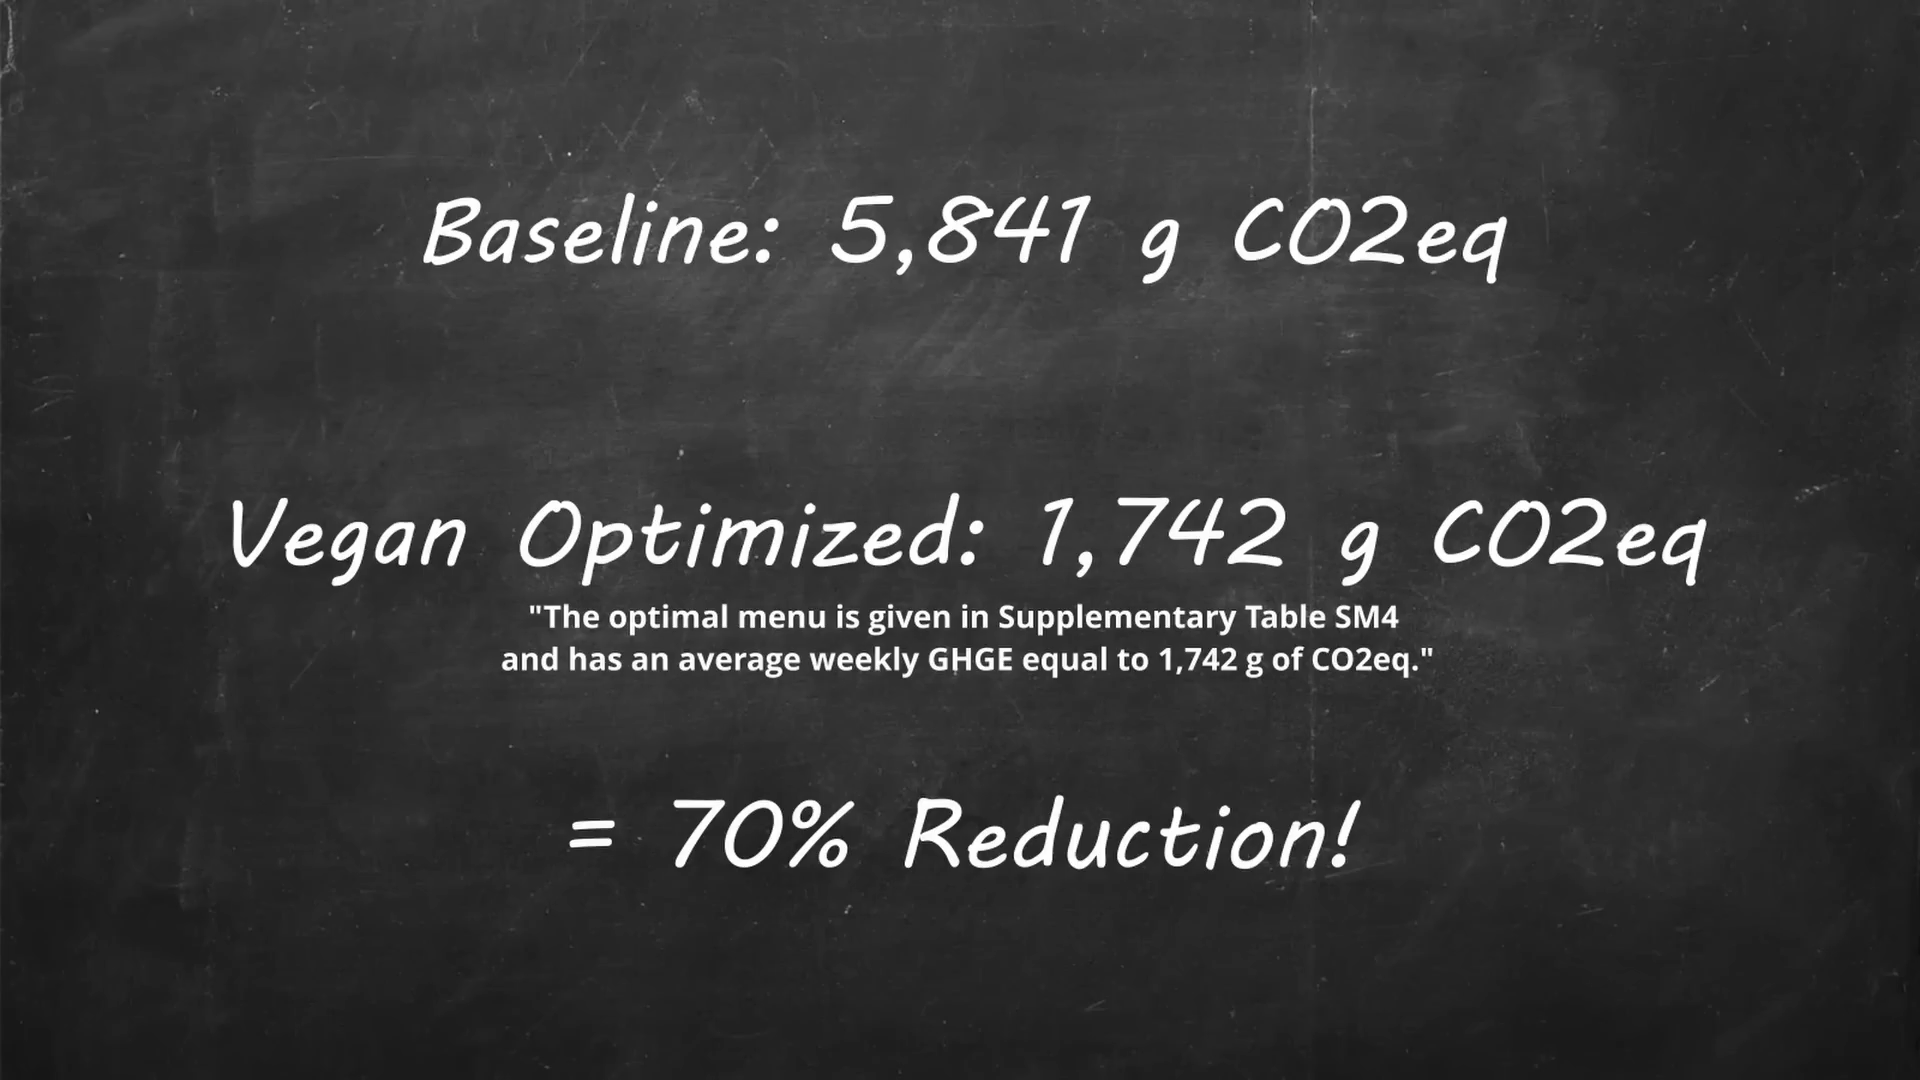 Baseline: 5,841 g CO2eq
Vegan Optimized: 1,742 g CO2eq
"The optimal menu is given in Supplementary Table SM4
and has an average weekly GHGE equal to 1,742 g of CO2eq."
= 70% Reduction!